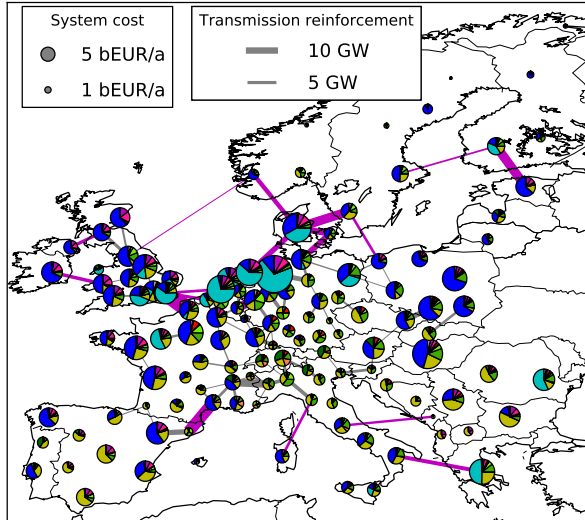 System cost
5 bEUR/a
1 bEUR/a
Transmission reinforcement
10 GW
5 GW